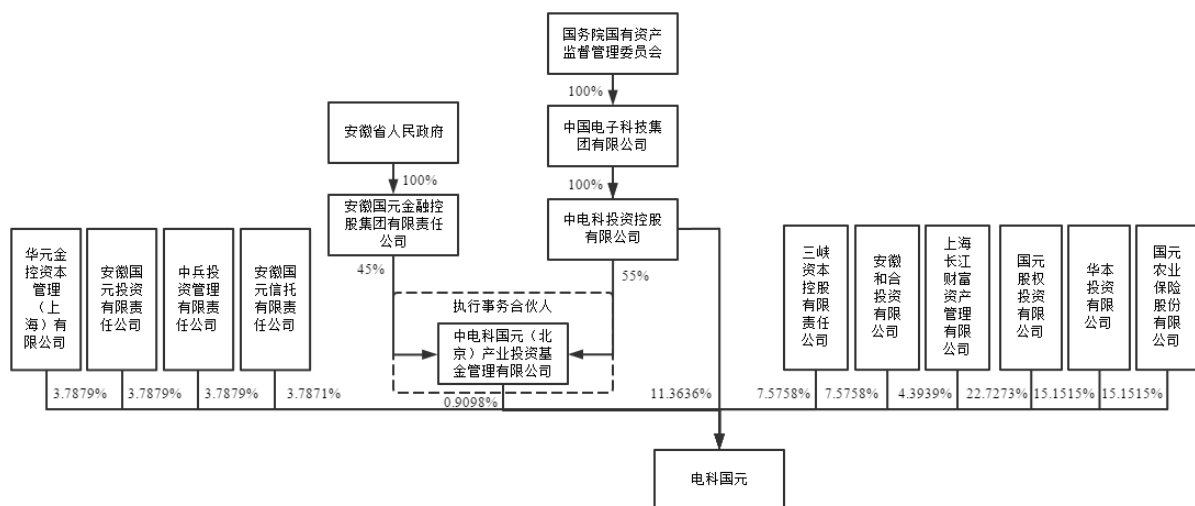 国务院国有资产
监督管理委员会
100%
安徽省人民政府
中国电子科技集
团有限公司
100%
100%
安徽国元金融控
股集团有限责任
公司
中电科投资控股
有限公司
华元金
控资本
管理
（上
海）有
限公司
安徽国
元投资
有限责
任公司
中兵投
资管理
有限责
任公司
安徽国
元信托
有限责
任公司
45%
55%
执行事务合伙人
中电科国元（北
京）产业投资基
金管理有限公司
三峡
资本控
股有限
责任公
司
安徽
和合投
资有限
公司
上海
长江
财富
资产
管理
有限公
司
国元
股权投
资有限
公司
华本
投资有
限公司
国元
农业保
险股份
有限公
司
3.7879%
3.7879%
3.7879%
3.7871%
0.9098%
11.3636%
7.5758%
7.5758%
4.3939%
22.7273%
15.1515%
15.1515%
电科国元